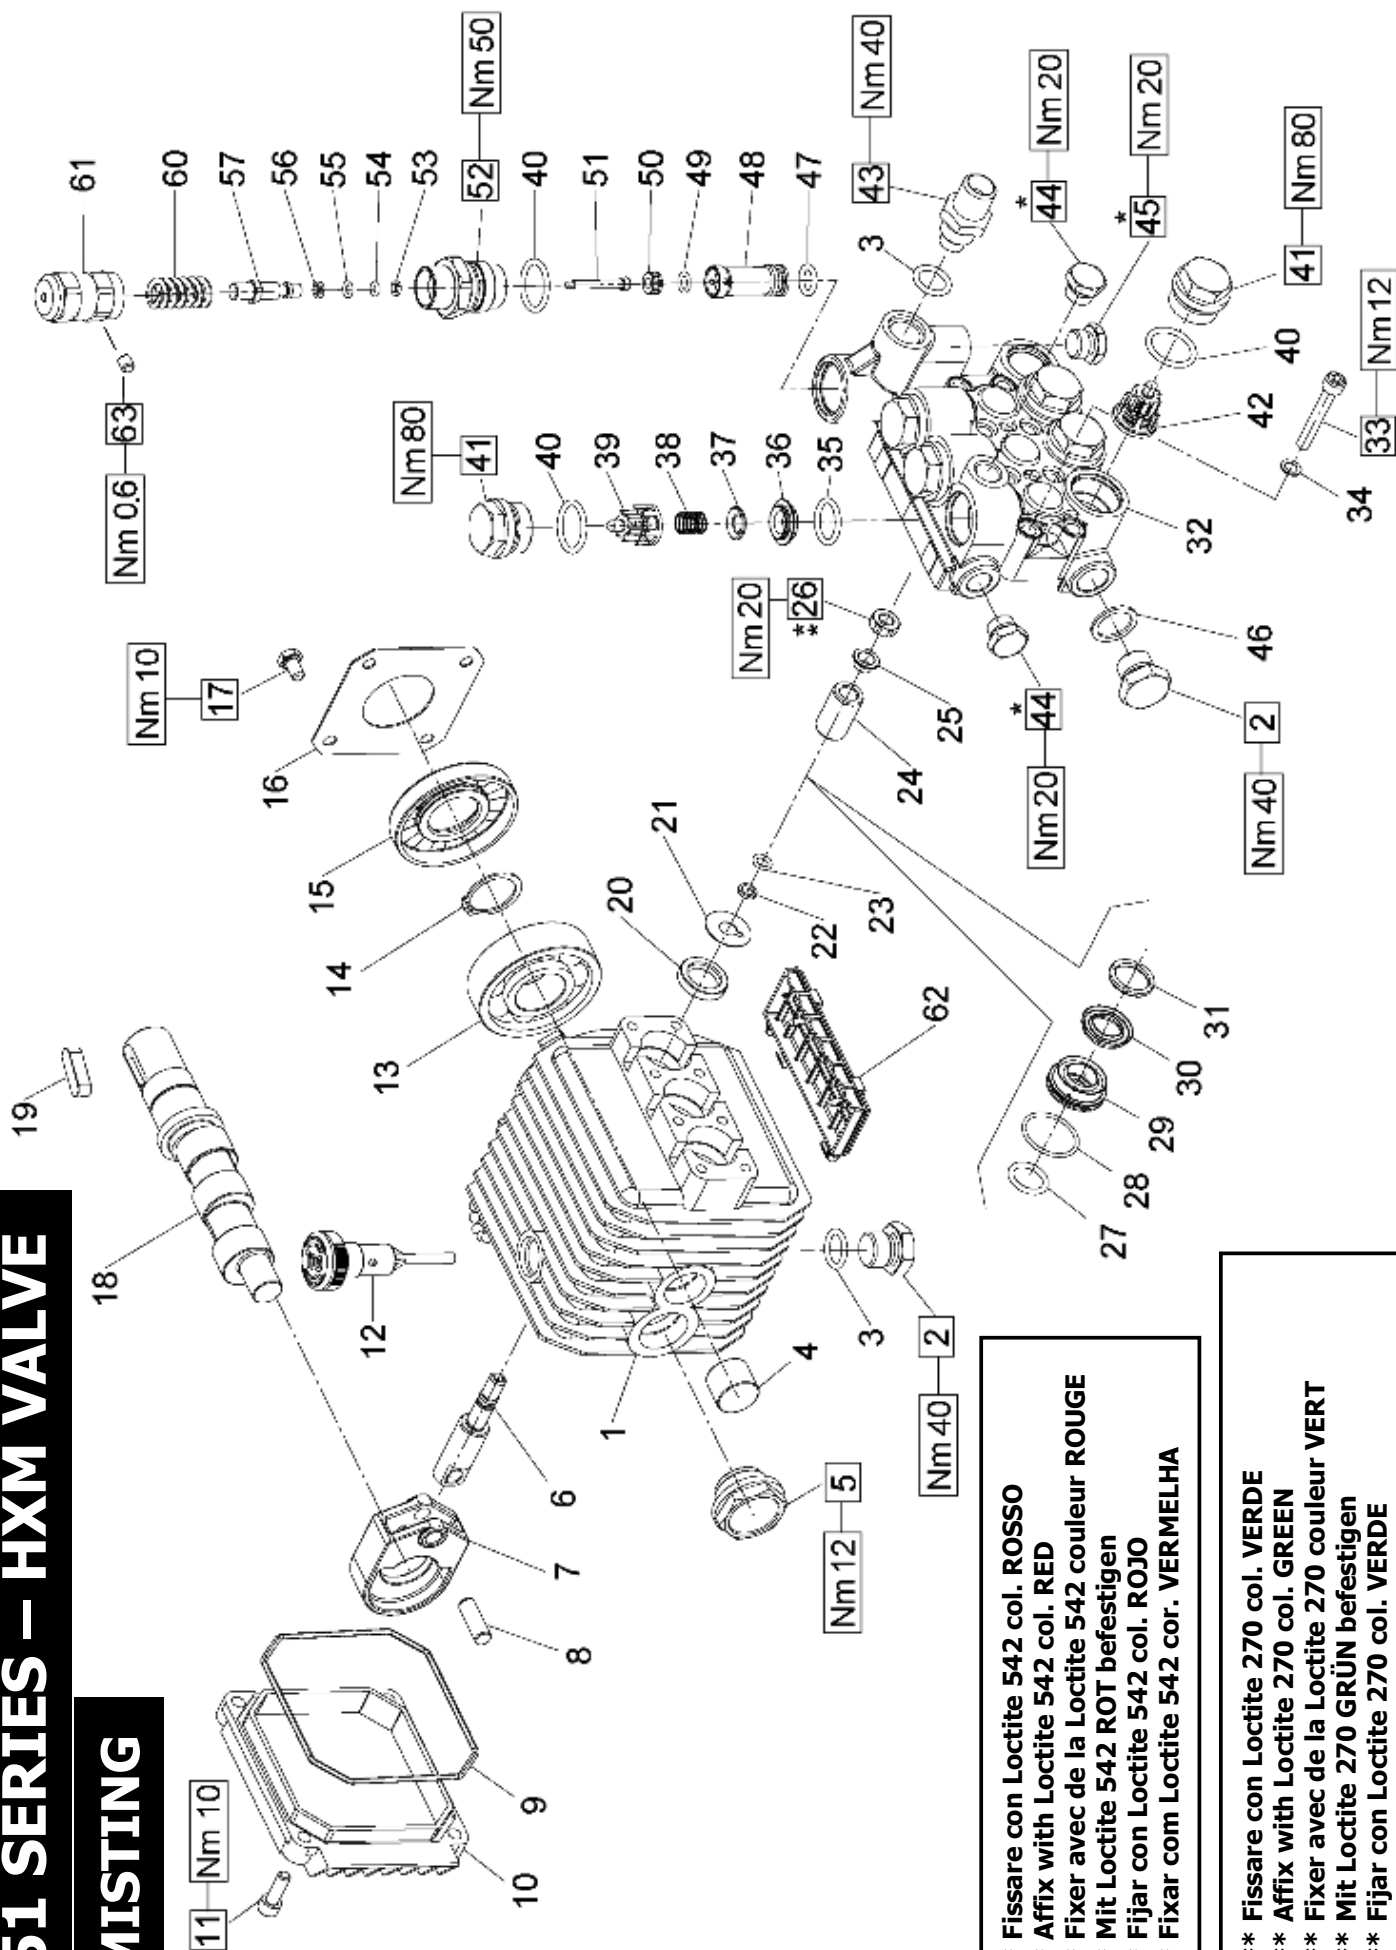 51 SERIES – HXM VALVE
MISTING
11 Nm 10
10
9
8
7
6
12
18
19
13
14
15
16
17
Nm 10
1
5
Nm 12
4
3
2
Nm 40
20
21
22
23
24
25
**26
Nm 20
62
27
28
29
30
31
61
60
57
56
55
54
53
52
Nm 50
40
51
50
49
48
47
63
Nm 0.6
Nm 80
41
40
39
38
37
36
35
3
43
Nm 40
*44
Nm 20
*45
Nm 20
41
Nm 80
40
42
33
Nm 12
34
32
46
2
Nm 40
*44
Nm20
* Fissare con Loctite 542 col. ROSSO
* Affix with Loctite 542 col. RED
* Fixer avec de la Loctite 542 couleur ROUGE
* Mit Loctite 542 ROT befestigen
* Fijar con Loctite 542 col. ROJO
* Fixar com Loctite 542 cor. VERMELHA
** Fissare con Loctite 270 col. VERDE
** Affix with Loctite 270 col. GREEN
** Fixer avec de la Loctite 270 couleur VERT
** Mit Loctite 270 GRÜN befestigen
** Fijar con Loctite 270 col. VERDE